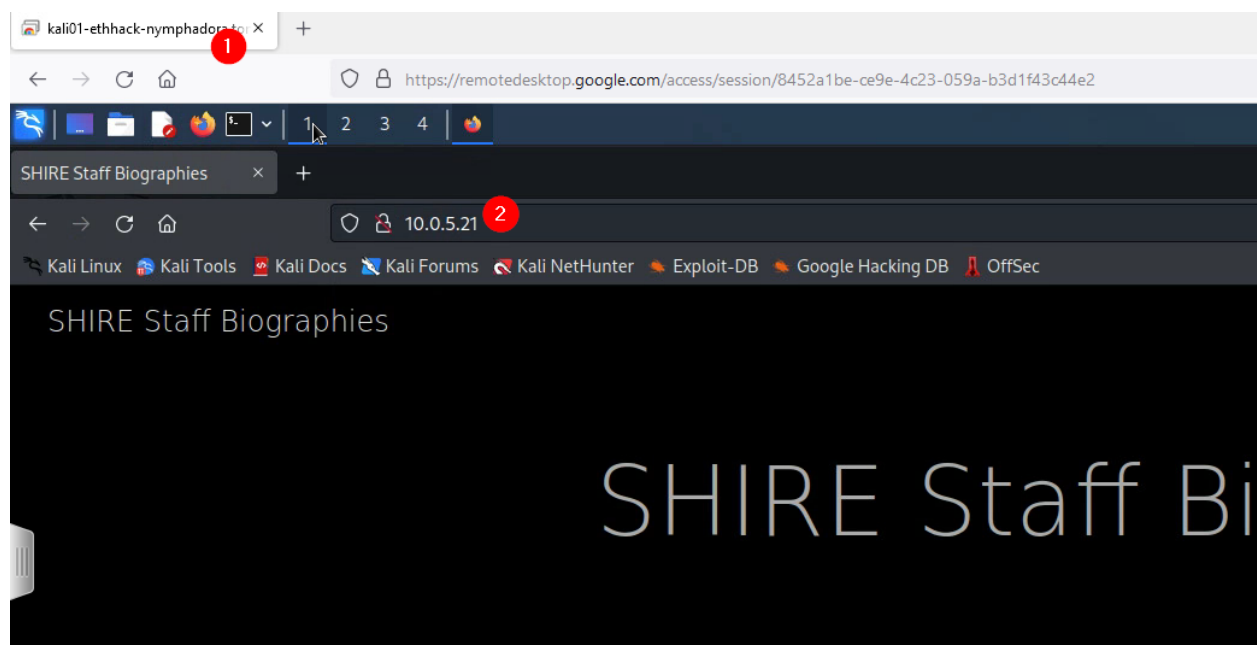 kali01-ethhack-nymphadora
1
https://remotedesktop.google.com/access/session/8452a1be-ce9e-4c23-059a-b3d1f43c44e2
1 2 3 4
SHIRE Staff Biographies
10.0.5.21 2
Kali Linux Kali Tools Kali Docs Kali Forums Kali NetHunter Exploit-DB Google Hacking DB OffSec
SHIRE Staff Biographies
SHIRE Staff Bi